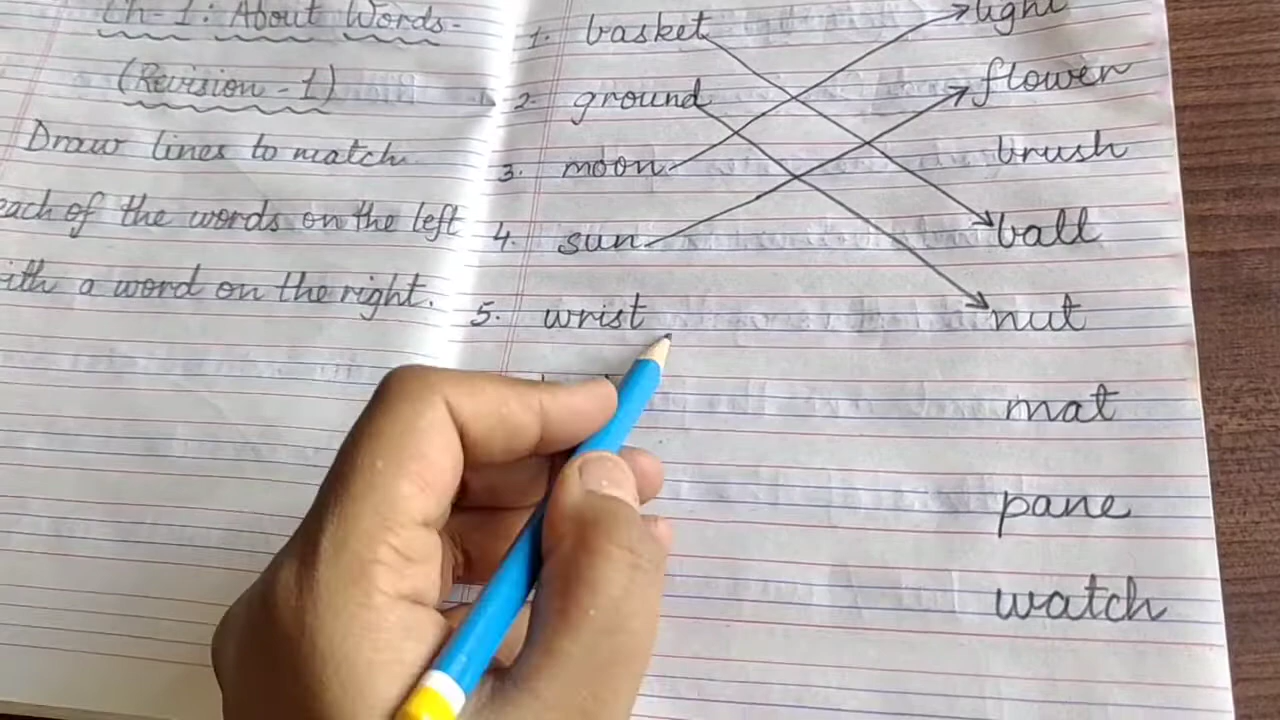 Ch-1: About Words-
(Revision - 1)
Draw lines to match
each of the words on the left
with a word on the right.
1. basket
2. ground
3. moon
4. sun
5. wrist
light
flower
brush
ball
nut
mat
pane
watch